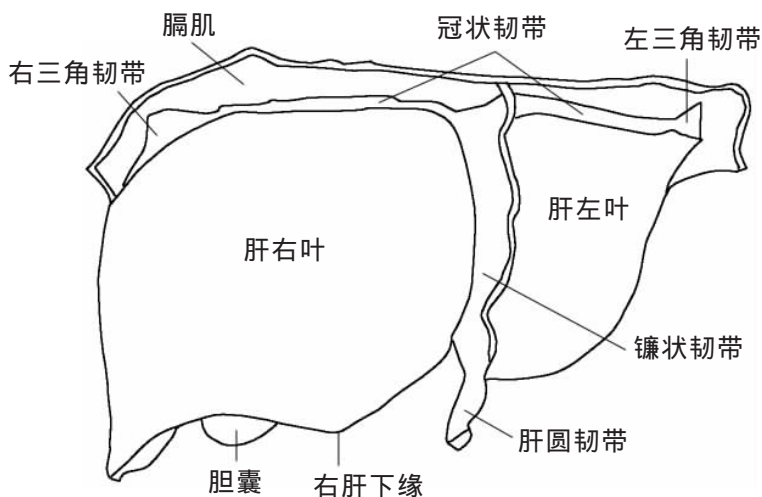 膈肌
冠状韧带
左三角韧带
右三角韧带
肝右叶
肝左叶
镰状韧带
肝圆韧带
胆囊
右肝下缘